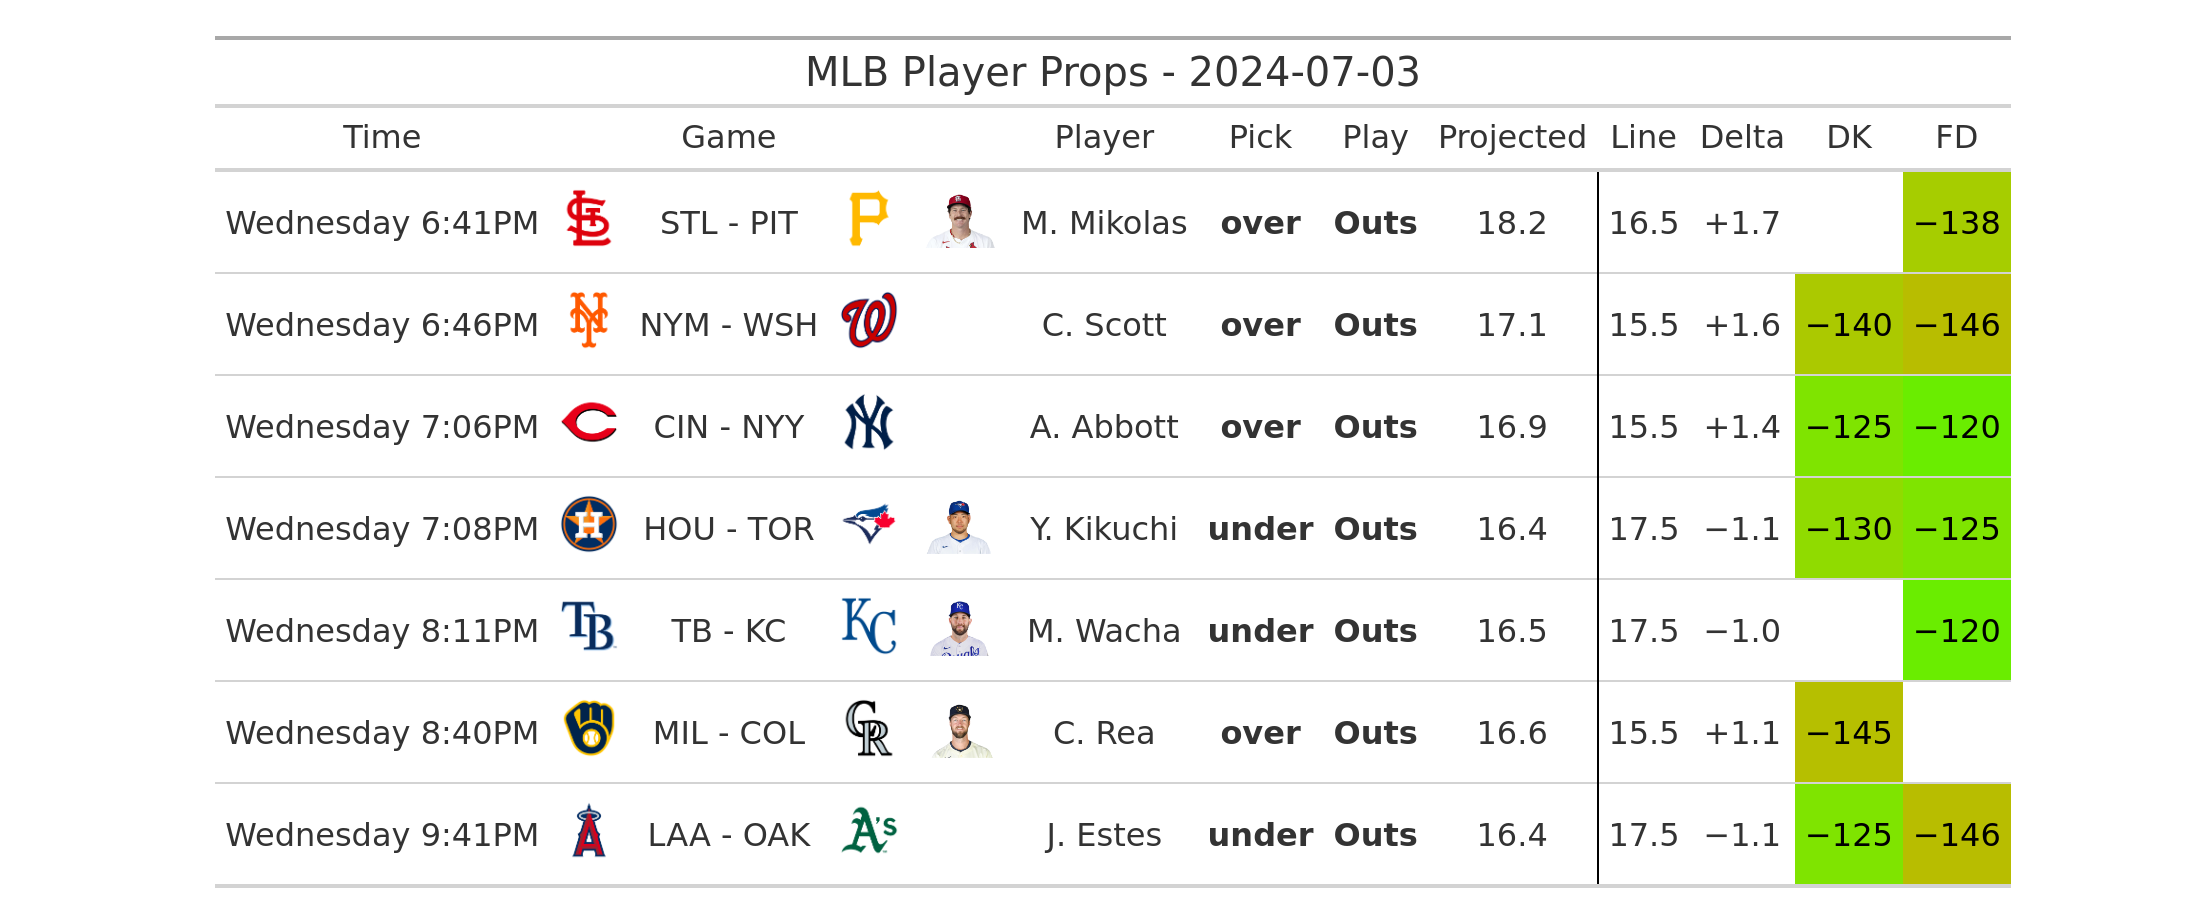 MLB Player Props - 2024-07-03
Time Game Player Pick Play Projected Line Delta DK FD
Wednesday 6:41PM STL - PIT M. Mikolas over Outs 18.2 16.5 +1.7 −138
Wednesday 6:46PM NYM - WSH C. Scott over Outs 17.1 15.5 +1.6 −140 −146
Wednesday 7:06PM CIN - NYY A. Abbott over Outs 16.9 15.5 +1.4 −125 −120
Wednesday 7:08PM HOU - TOR Y. Kikuchi under Outs 16.4 17.5 −1.1 −130 −125
Wednesday 8:11PM TB - KC M. Wacha under Outs 16.5 17.5 −1.0 −120
Wednesday 8:40PM MIL - COL C. Rea over Outs 16.6 15.5 +1.1 −145
Wednesday 9:41PM LAA - OAK J. Estes under Outs 16.4 17.5 −1.1 −125 −146